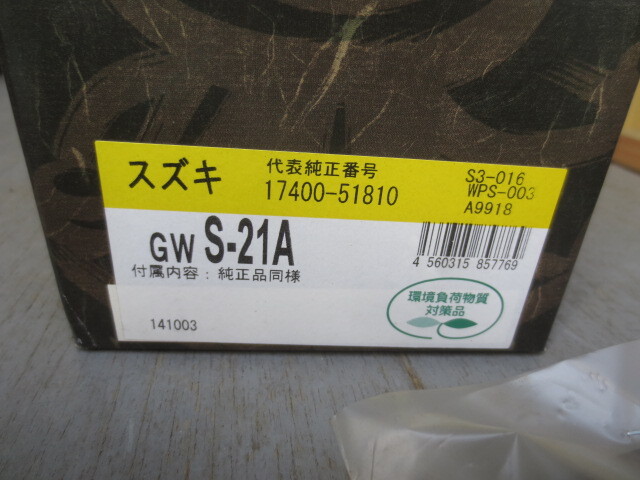 スズキ
代表純正番号
17400-51810
S3-016
WPS-003
A9918
GW S-21A
付属内容：純正品同様
4 560315 857769
環境負荷物質
対策品
141003